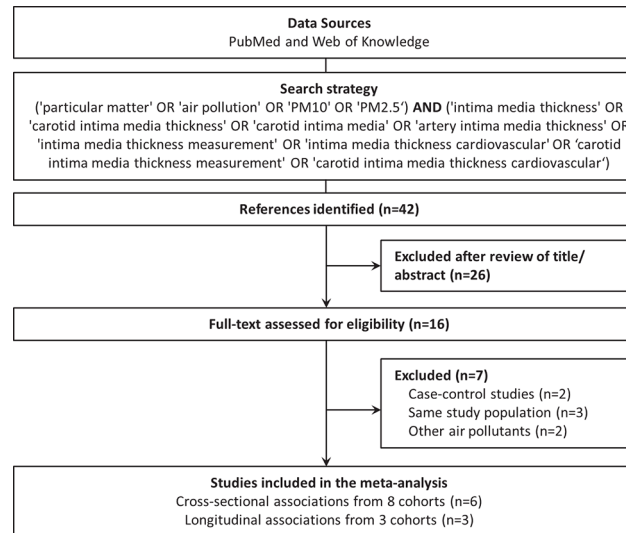 Data Sources
PubMed and Web of Knowledge
Search strategy
('particular matter' OR 'air pollution' OR 'PM10' OR 'PM2.5‘) AND ('intima media thickness' OR
'carotid intima media thickness' OR 'carotid intima media' OR 'artery intima media thickness' OR
'intima media thickness measurement' OR 'intima media thickness cardiovascular' OR ‘carotid
intima media thickness measurement' OR 'carotid intima media thickness cardiovascular‘)
References identified (n=42)
Excluded after review of title/
abstract (n=26)
Full-text assessed for eligibility (n=16)
Excluded (n=7)
Case-control studies (n=2)
Same study population (n=3)
Other air pollutants (n=2)
Studies included in the meta-analysis
Cross-sectional associations from 8 cohorts (n=6)
Longitudinal associations from 3 cohorts (n=3)